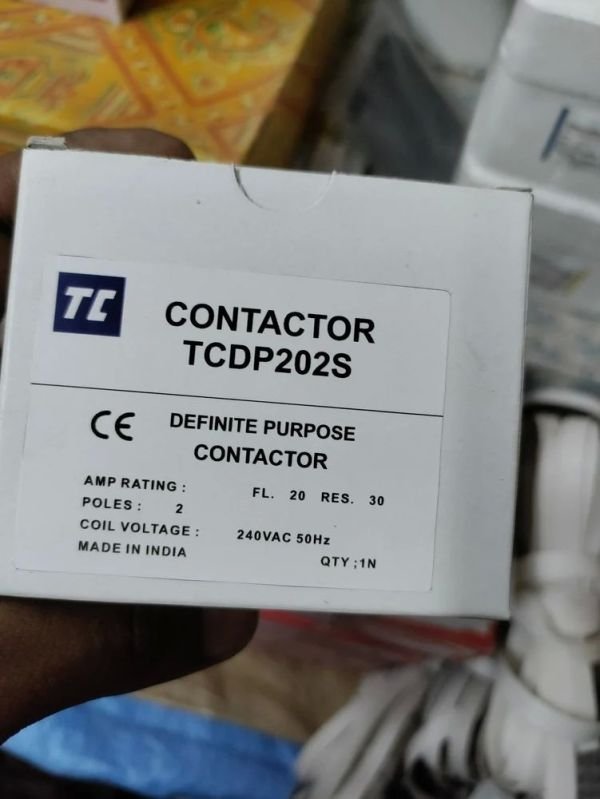 TC
CONTACTOR
TCDP202S
CE
DEFINITE PURPOSE
CONTACTOR
AMP RATING : FL. 20 RES. 30
POLES : 2
COIL VOLTAGE : 240VAC 50Hz
MADE IN INDIA
QTY ;1N